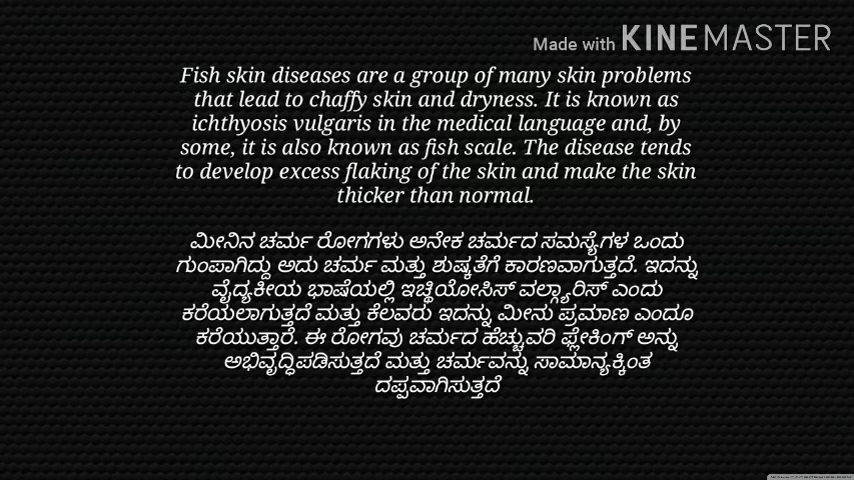 Made with KINEMASTER
Fish skin diseases are a group of many skin problems
that lead to chaffy skin and dryness. It is known as
ichthyosis vulgaris in the medical language and, by
some, it is also known as fish scale. The disease tends
to develop excess flaking of the skin and make the skin
thicker than normal.
ಮೀನಿನ ಚರ್ಮ ರೋಗಗಳು ಅನೇಕ ಚರ್ಮದ ಸಮಸ್ಯೆಗಳ ಒಂದು
ಗುಂಪಾಗಿದ್ದು ಅದು ಚರ್ಮ ಮತ್ತು ಶುಷ್ಕತೆಗೆ ಕಾರಣವಾಗುತ್ತದೆ. ಇದನ್ನು
ವೈದ್ಯಕೀಯ ಭಾಷೆಯಲ್ಲಿ ಇಚ್ಥಿಯೋಸಿಸ್ ವಲ್ಗ್ಯಾರಿಸ್ ಎಂದು
ಕರೆಯಲಾಗುತ್ತದೆ ಮತ್ತು ಕೆಲವರು ಇದನ್ನು ಮೀನು ಪ್ರಮಾಣ ಎಂದೂ
ಕರೆಯುತ್ತಾರೆ. ಈ ರೋಗವು ಚರ್ಮದ ಹೆಚ್ಚುವರಿ ಫ್ಲೇಕಿಂಗ್ ಅನ್ನು
ಅಭಿವೃದ್ಧಿಪಡಿಸುತ್ತದೆ ಮತ್ತು ಚರ್ಮವನ್ನು ಸಾಮಾನ್ಯಕ್ಕಿಂತ
ದಪ್ಪವಾಗಿಸುತ್ತದೆ